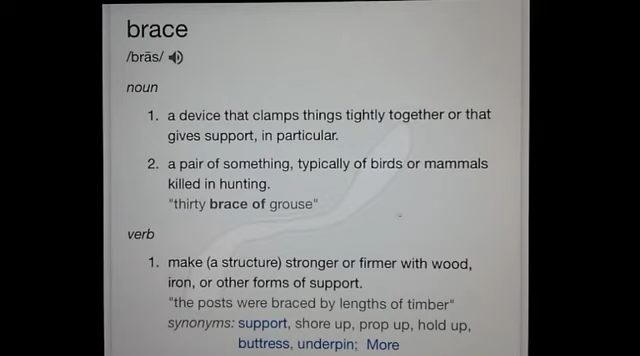 brace
/brās/
noun
1. a device that clamps things tightly together or that
gives support, in particular.
2. a pair of something, typically of birds or mammals
killed in hunting.
"thirty brace of grouse"
verb
1. make (a structure) stronger or firmer with wood,
iron, or other forms of support.
"the posts were braced by lengths of timber"
synonyms: support, shore up, prop up, hold up,
buttress, underpin; More